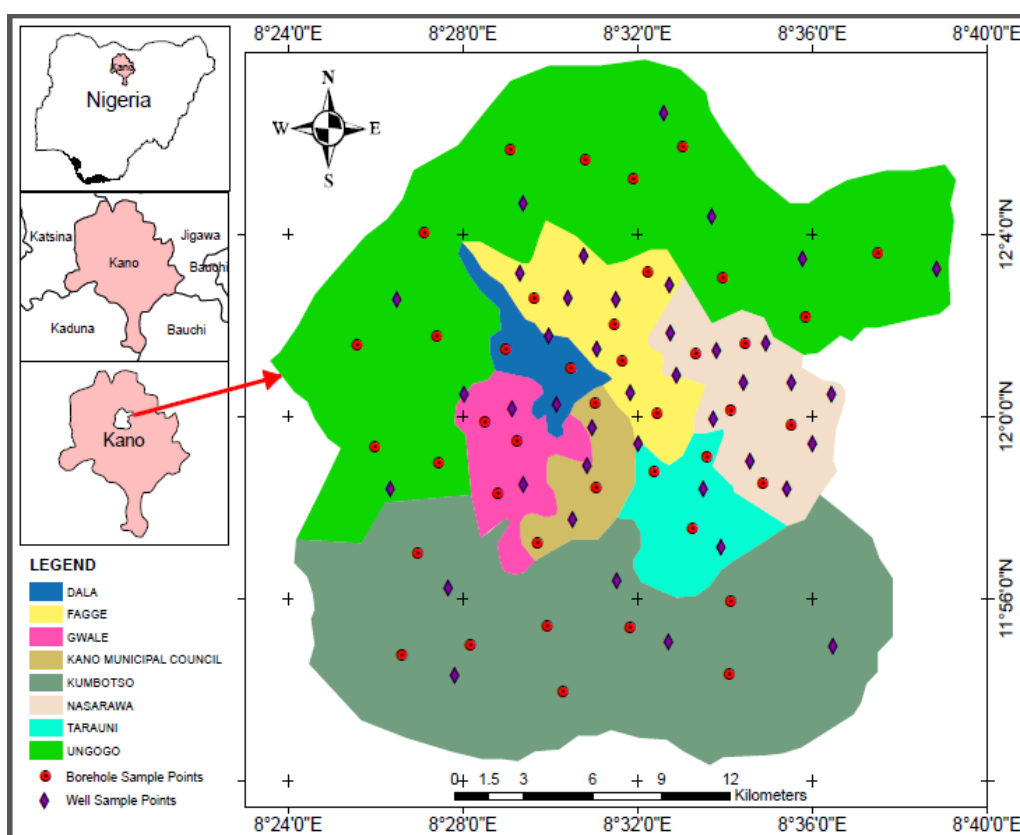 Kano
Nigeria
Katsina
Jigawa
Kano
Bauchi
Kaduna
Bauchi
Kano
LEGEND
DALA
FAGGE
GWALE
KANO MUNICIPAL COUNCIL
KUMBOTSO
NASARAWA
TARAUNI
UNGOGO
Borehole Sample Points
Well Sample Points
8°24'0"E 8°28'0"E 8°32'0"E 8°36'0"E 8°40'0"E
N
W E
S
12°4'0"N
12°0'0"N
11°56'0"N
0 1.5 3 6 9 12
Kilometers
8°24'0"E 8°28'0"E 8°32'0"E 8°36'0"E 8°40'0"E